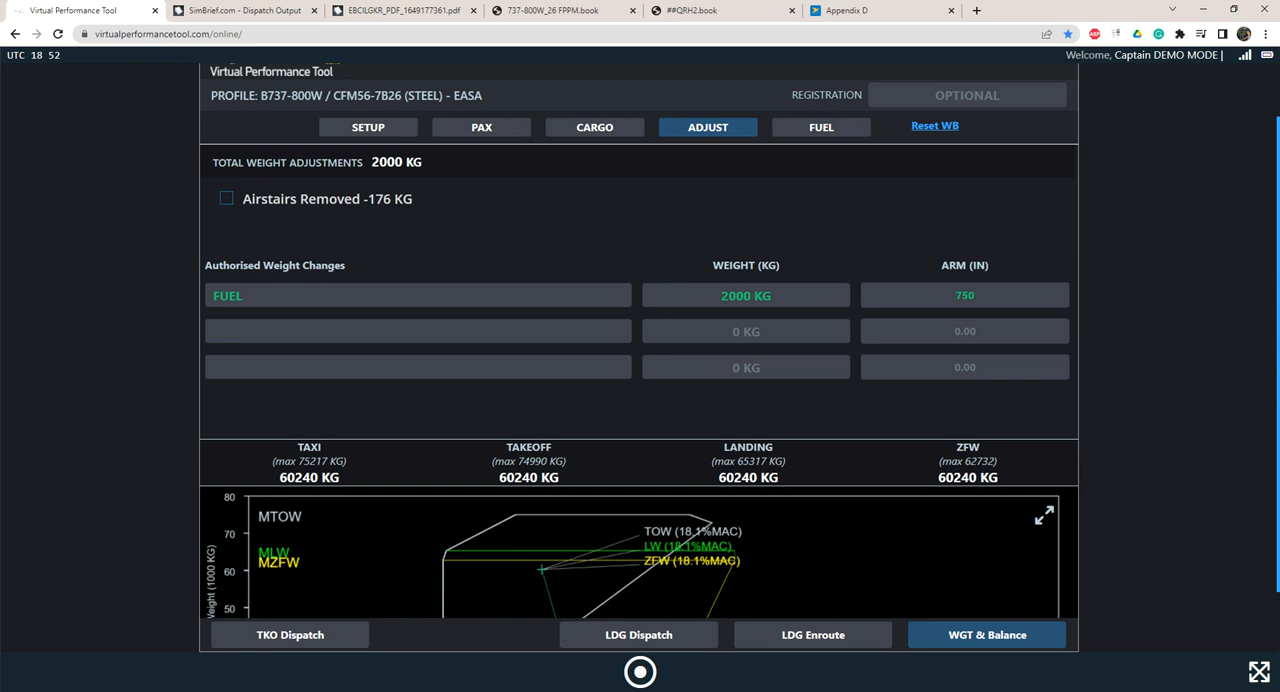 Virtual Performance Tool
SimBrief.com - Dispatch Output
EBCILGKR_PDF_1649177361.pdf
737-800W_26 FPPM.book
##QRH2.book
Appendix D
virtualperformancetool.com/online/
UTC 18 52
Welcome, Captain DEMO MODE |
Virtual Performance Tool
PROFILE: B737-800W / CFM56-7B26 (STEEL) - EASA
REGISTRATION
OPTIONAL
SETUP
PAX
CARGO
ADJUST
FUEL
Reset WB
TOTAL WEIGHT ADJUSTMENTS 2000 KG
Airstairs Removed -176 KG
Authorised Weight Changes
WEIGHT (KG)
ARM (IN)
FUEL
2000 KG
750
0 KG
0.00
0 KG
0.00
TAXI
TAKEOFF
LANDING
ZFW
(max 75217 KG)
(max 74990 KG)
(max 65317 KG)
(max 62732)
60240 KG
60240 KG
60240 KG
60240 KG
80
MTOW
TOW (18.1%MAC)
70
LW (18.1%MAC)
MLW
ZFW (18.1%MAC)
MZFW
60
50
Weight (1000 KG)
TKO Dispatch
LDG Dispatch
LDG Enroute
WGT & Balance